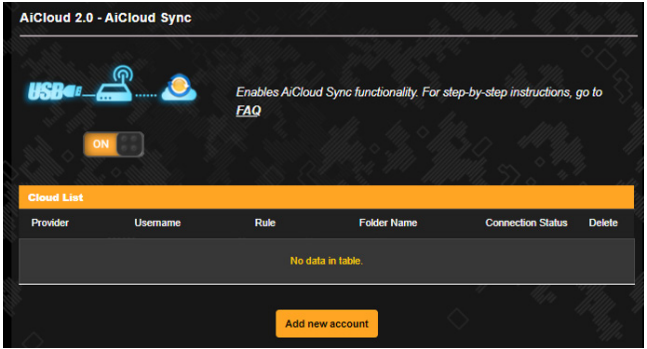 AiCloud 2.0 - AiCloud Sync
USB
Enables AiCloud Sync functionality. For step-by-step instructions, go to
FAQ
ON
Cloud List
Provider Username Rule Folder Name Connection Status Delete
No data in table.
Add new account